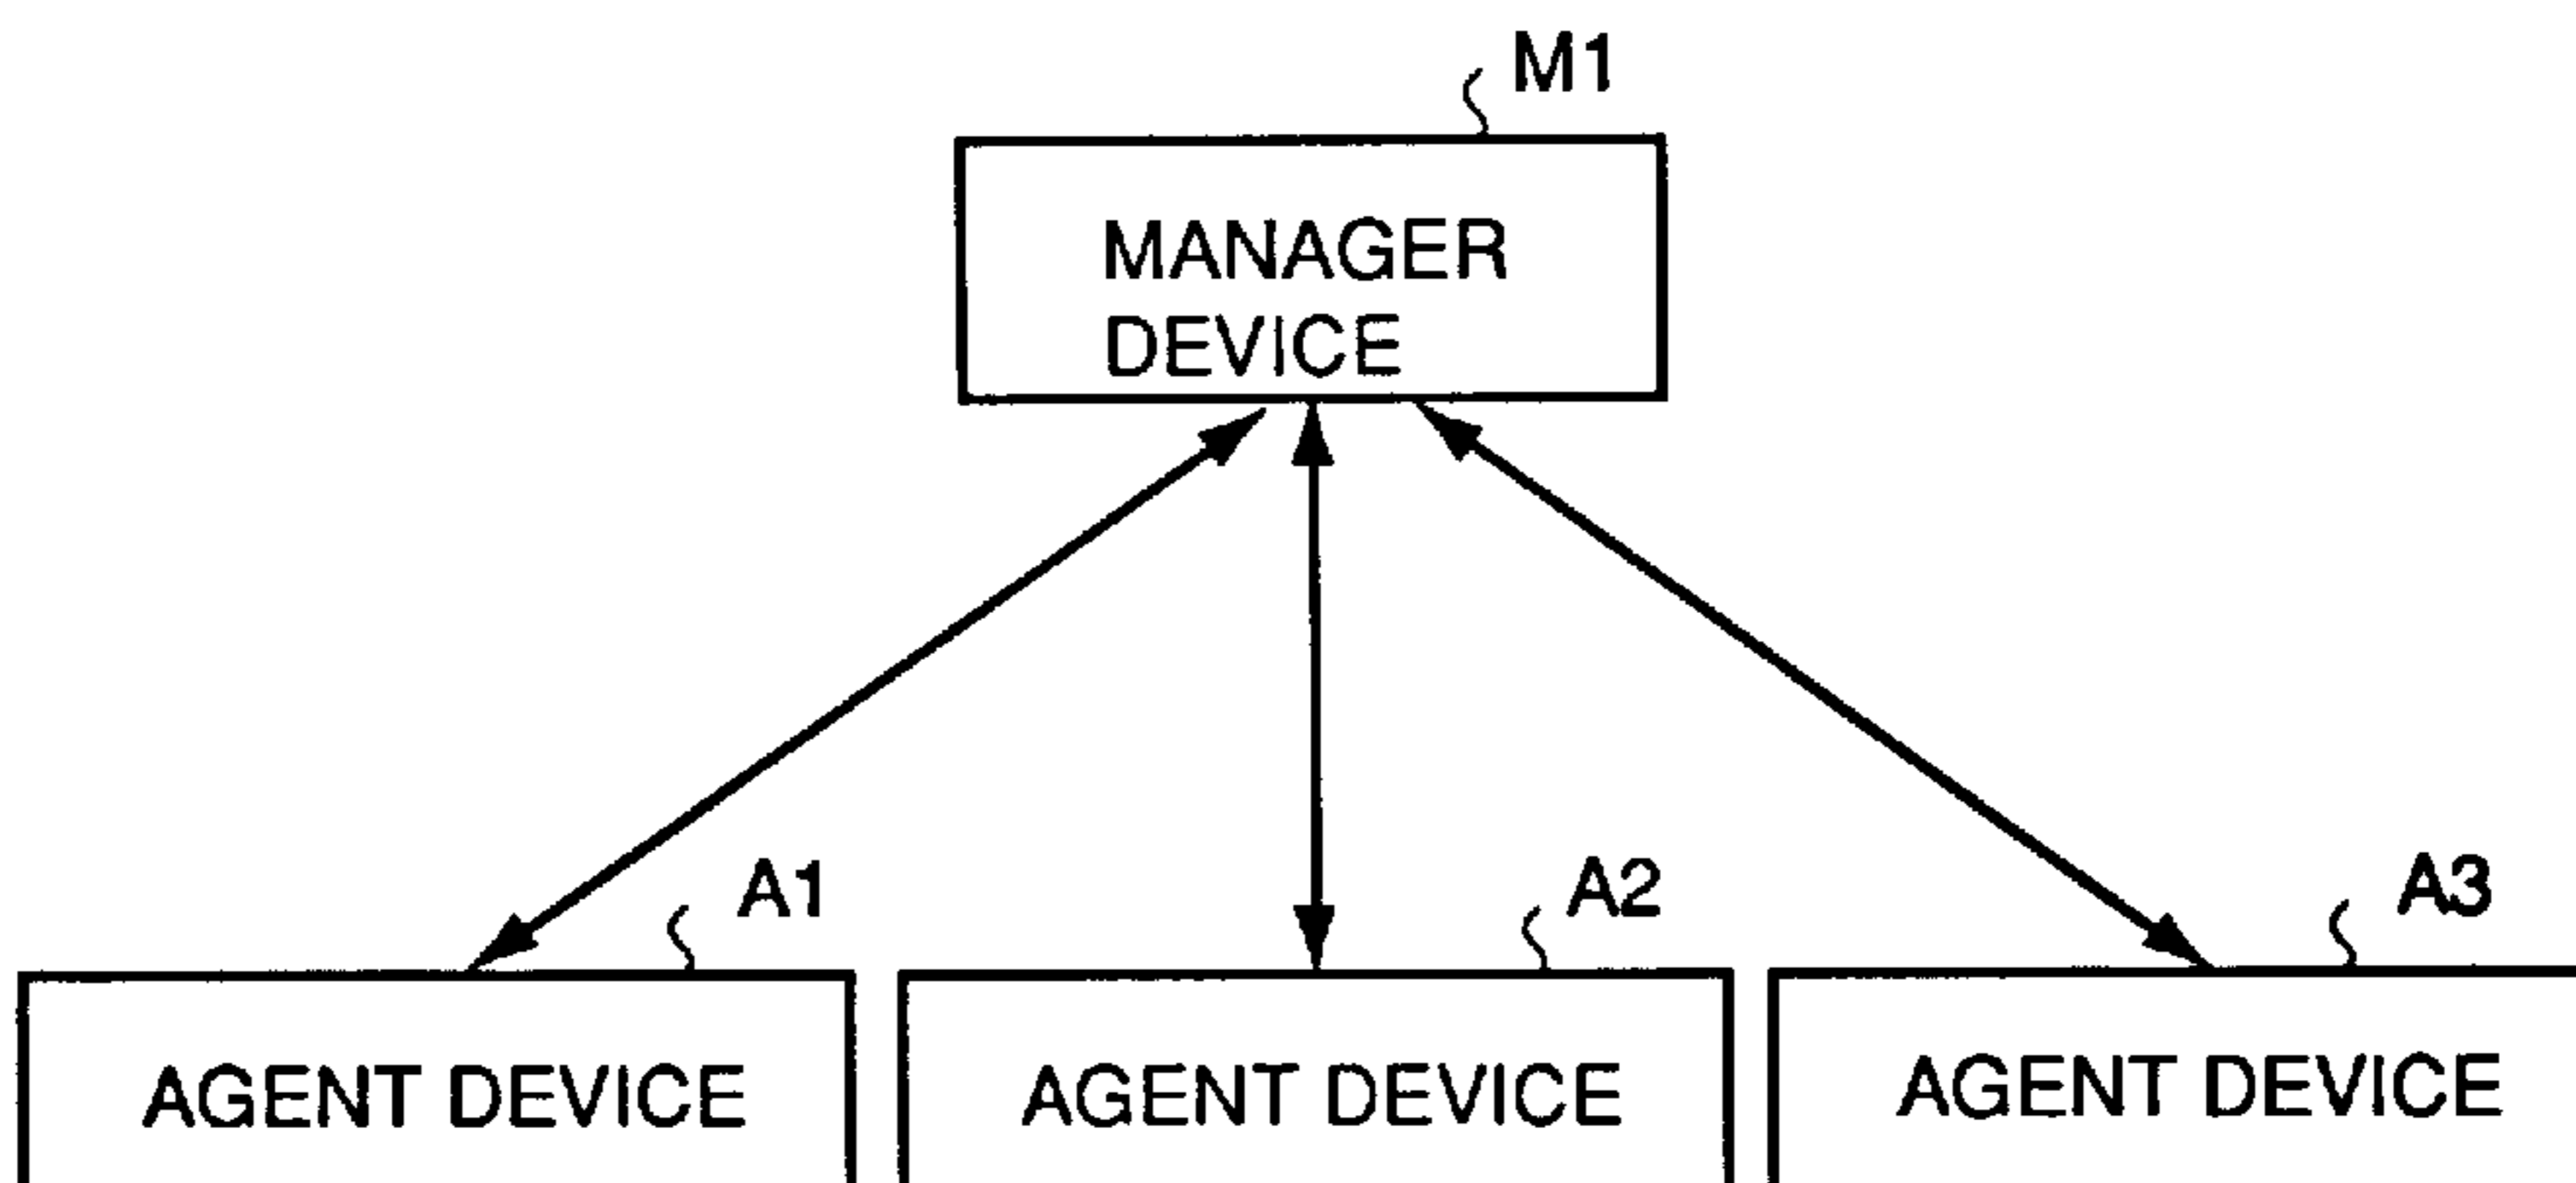 M1
MANAGER
DEVICE
A1
A2
A3
AGENT DEVICE
AGENT DEVICE
AGENT DEVICE